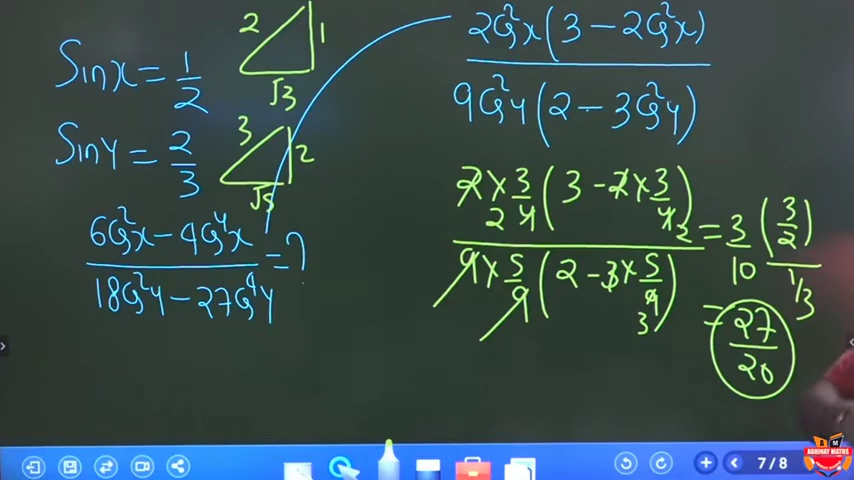 Sinx = 1/2
2 1 √3
Siny = 2/3
3 2 √5
6Cos²x - 4Cos⁴x / 18Cos²y - 27Cos⁴y = ?
2Cos²x(3 - 2Cos²x) / 9Cos²y(2 - 3Cos²y)
2 × 3/4 (3 - 2 × 3/4) / 9 × 5/9 (2 - 3 × 5/9) = 3/10 (3/2) / 1/3
= 27/20
7/8
A M
ABHINAY MATHS